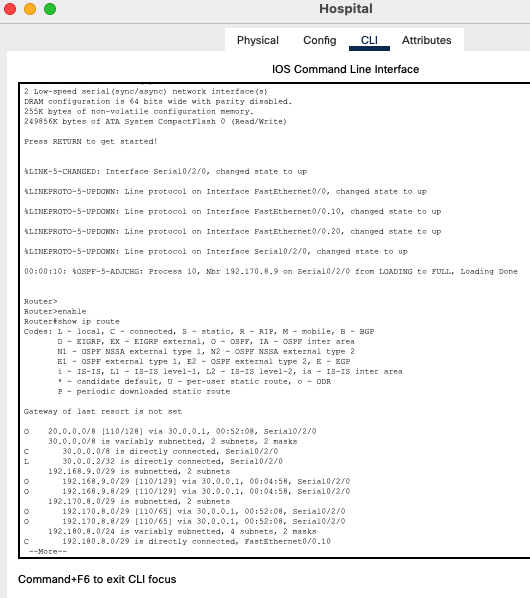 Hospital
Physical Config CLI Attributes
IOS Command Line Interface
2 Low-speed serial(sync/async) network interface(s)
DRAM configuration is 64 bits wide with parity disabled.
255K bytes of non-volatile configuration memory.
249856K bytes of ATA System CompactFlash 0 (Read/Write)
Press RETURN to get started!
%LINK-5-CHANGED: Interface Serial0/2/0, changed state to up
%LINEPROTO-5-UPDOWN: Line protocol on Interface FastEthernet0/0, changed state to up
%LINEPROTO-5-UPDOWN: Line protocol on Interface FastEthernet0/0.10, changed state to up
%LINEPROTO-5-UPDOWN: Line protocol on Interface FastEthernet0/0.20, changed state to up
%LINEPROTO-5-UPDOWN: Line protocol on Interface Serial0/2/0, changed state to up
00:00:10: %OSPF-5-ADJCHG: Process 10, Nbr 192.170.8.9 on Serial0/2/0 from LOADING to FULL, Loading Done
Router>
Router>enable
Router#show ip route
Codes: L - local, C - connected, S - static, R - RIP, M - mobile, B - BGP
D - EIGRP, EX - EIGRP external, O - OSPF, IA - OSPF inter area
N1 - OSPF NSSA external type 1, N2 - OSPF NSSA external type 2
E1 - OSPF external type 1, E2 - OSPF external type 2, E - EGP
i - IS-IS, L1 - IS-IS level-1, L2 - IS-IS level-2, ia - IS-IS inter area
* - candidate default, U - per-user static route, o - ODR
P - periodic downloaded static route
Gateway of last resort is not set
O 20.0.0.0/8 [110/128] via 30.0.0.1, 00:52:08, Serial0/2/0
30.0.0.0/8 is variably subnetted, 2 subnets, 2 masks
C 30.0.0.0/8 is directly connected, Serial0/2/0
L 30.0.0.2/32 is directly connected, Serial0/2/0
192.168.9.0/29 is subnetted, 2 subnets
O 192.168.9.0/29 [110/129] via 30.0.0.1, 00:04:58, Serial0/2/0
O 192.168.9.8/29 [110/129] via 30.0.0.1, 00:04:58, Serial0/2/0
192.170.8.0/29 is subnetted, 2 subnets
O 192.170.8.0/29 [110/65] via 30.0.0.1, 00:52:08, Serial0/2/0
O 192.170.8.8/29 [110/65] via 30.0.0.1, 00:52:08, Serial0/2/0
192.180.8.0/24 is variably subnetted, 4 subnets, 2 masks
C 192.180.8.0/29 is directly connected, FastEthernet0/0.10
--More--
Command+F6 to exit CLI focus